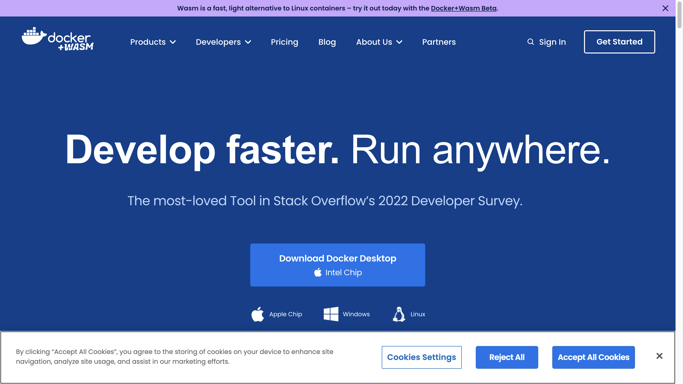 Wasm is a fast, light alternative to Linux containers – try it out today with the Docker+Wasm Beta.
docker
+WASM
Products
Developers
Pricing
Blog
About Us
Partners
Sign In
Get Started
Develop faster. Run anywhere.
The most-loved Tool in Stack Overflow’s 2022 Developer Survey.
Download Docker Desktop
Intel Chip
Apple Chip
Windows
Linux
By clicking “Accept All Cookies”, you agree to the storing of cookies on your device to enhance site
navigation, analyze site usage, and assist in our marketing efforts.
Cookies Settings
Reject All
Accept All Cookies